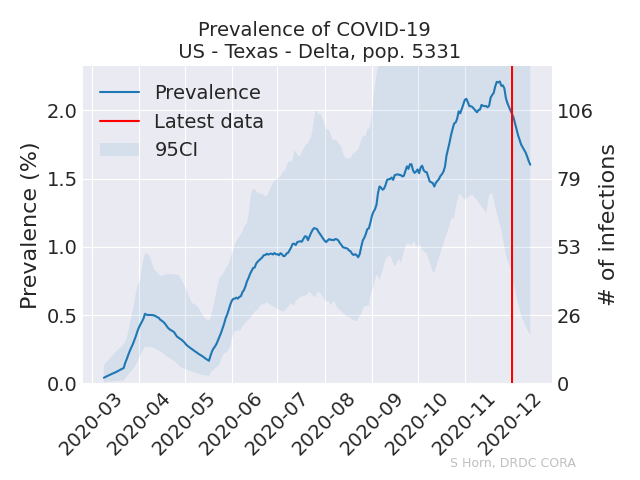 Prevalence of COVID-19
US - Texas - Delta, pop. 5331
Prevalence
Latest data
95CI
Prevalence (%)
2.0
1.5
1.0
0.5
0.0
106
79
53
26
0
# of infections
2020-03
2020-04
2020-05
2020-06
2020-07
2020-08
2020-09
2020-10
2020-11
2020-12
S Horn, DRDC CORA